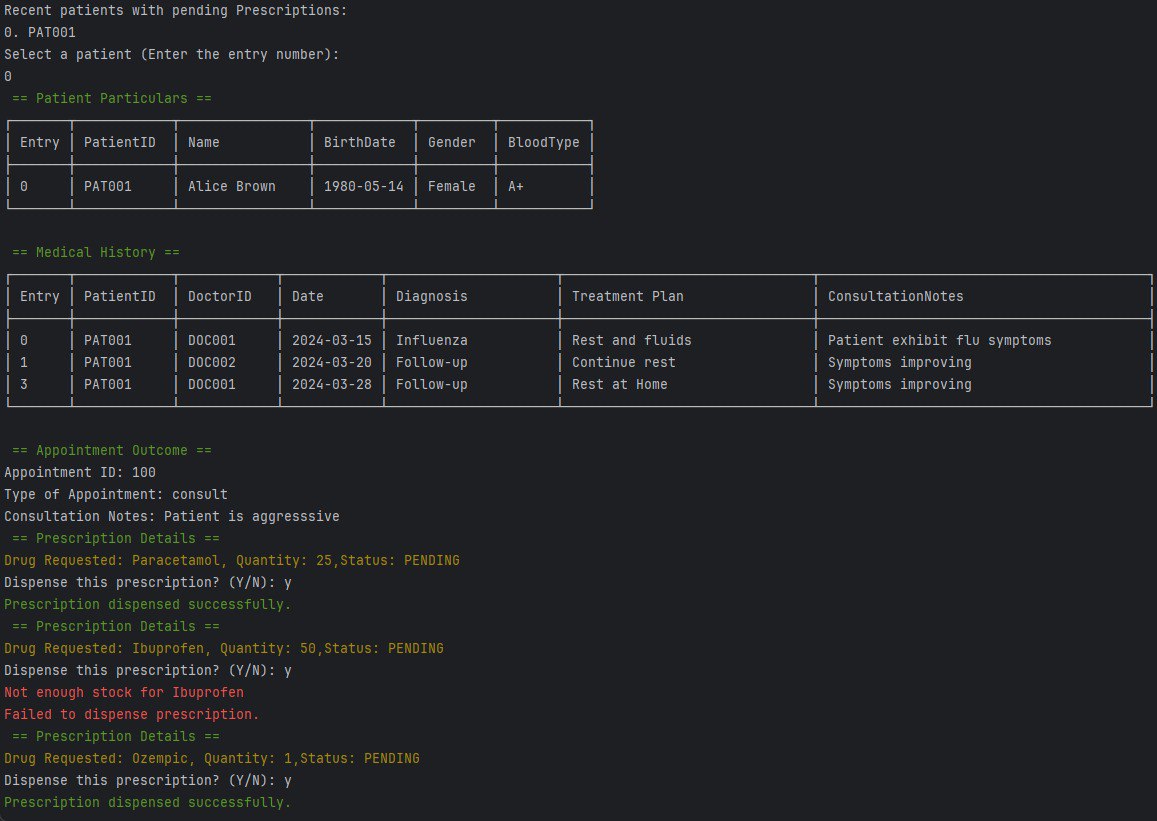 Recent patients with pending Prescriptions:
0. PAT001
Select a patient (Enter the entry number):
0
== Patient Particulars ==
Entry PatientID Name BirthDate Gender BloodType
0 PAT001 Alice Brown 1980-05-14 Female A+
== Medical History ==
Entry PatientID DoctorID Date Diagnosis Treatment Plan ConsultationNotes
0 PAT001 DOC001 2024-03-15 Influenza Rest and fluids Patient exhibit flu symptoms
1 PAT001 DOC002 2024-03-20 Follow-up Continue rest Symptoms improving
3 PAT001 DOC001 2024-03-28 Follow-up Rest at Home Symptoms improving
== Appointment Outcome ==
Appointment ID: 100
Type of Appointment: consult
Consultation Notes: Patient is aggresssive
== Prescription Details ==
Drug Requested: Paracetamol, Quantity: 25,Status: PENDING
Dispense this prescription? (Y/N): y
Prescription dispensed successfully.
== Prescription Details ==
Drug Requested: Ibuprofen, Quantity: 50,Status: PENDING
Dispense this prescription? (Y/N): y
Not enough stock for Ibuprofen
Failed to dispense prescription.
== Prescription Details ==
Drug Requested: Ozempic, Quantity: 1,Status: PENDING
Dispense this prescription? (Y/N): y
Prescription dispensed successfully.